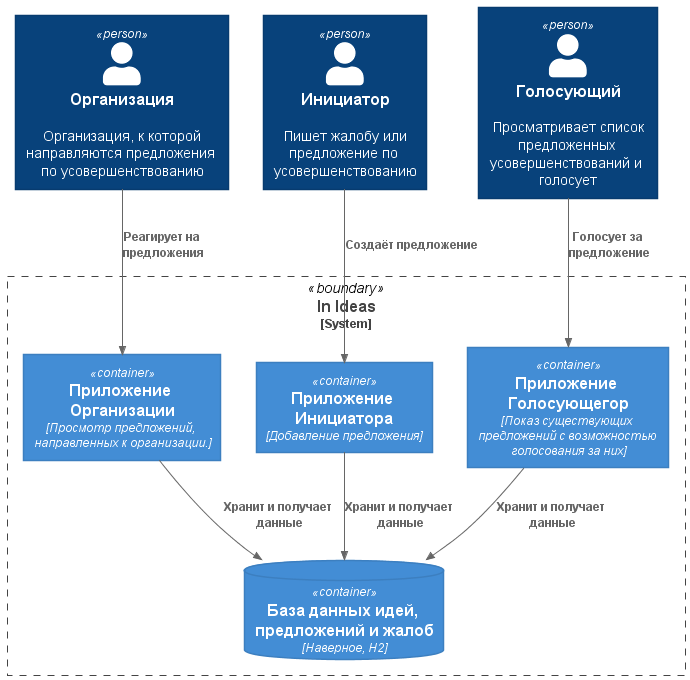 «person»
Организация
Организация, к которой
направляются предложения
по усовершенствованию
«person»
Инициатор
Пишет жалобу или
предложение по
усовершенствованию
«person»
Голосующий
Просматривает список
предложенных
усовершенствований и
голосует
Реагирует на
предложения
Создаёт предложение
Голосует за
предложение
«boundary»
In Ideas
[System]
«container»
Приложение
Организации
[Просмотр предложений,
направленных к организации.]
«container»
Приложение
Инициатора
[Добавление предложения]
«container»
Приложение
Голосующегор
[Показ существующих
предложений с возможностью
голосования за них]
Хранит и получает
данные
Хранит и получает
данные
Хранит и получает
данные
«container»
База данных идей,
предложений и жалоб
[Наверное, H2]